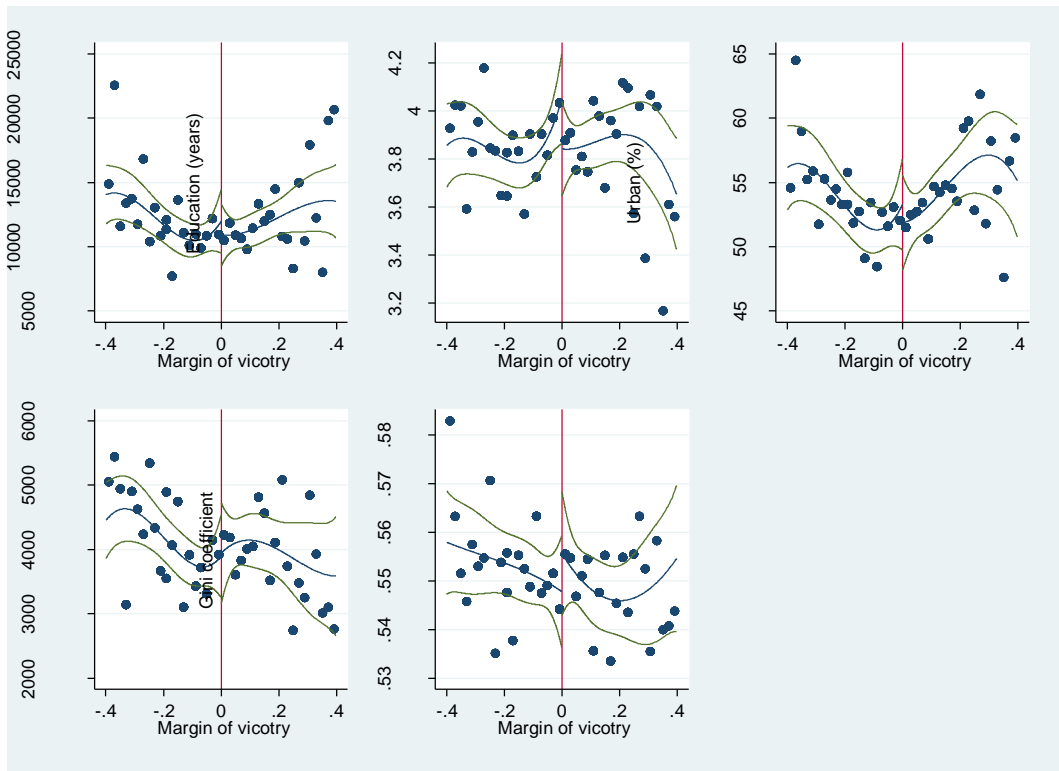 25000
20000
15000
10000
5000
-.4 -.2 0 .2 .4
Margin of vicotry
Education (years)
4.2
4
3.8
3.6
3.4
3.2
-.4 -.2 0 .2 .4
Margin of vicotry
Urban (%)
65
60
55
50
45
-.4 -.2 0 .2 .4
Margin of vicotry
6000
5000
4000
3000
2000
-.4 -.2 0 .2 .4
Margin of vicotry
Gini coefficient
.58
.57
.56
.55
.54
.53
-.4 -.2 0 .2 .4
Margin of vicotry